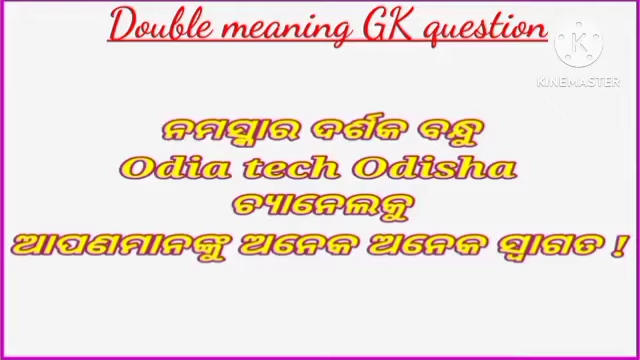 Double meaning GK question
KINEMASTER
ନମସ୍କାର ଦର୍ଶକ ବନ୍ଧୁ
Odia tech Odisha
ଚ୍ୟାନେଲକୁ
ଆପଣମାନଙ୍କୁ ଅନେକ ଅନେକ ସ୍ୱାଗତ !